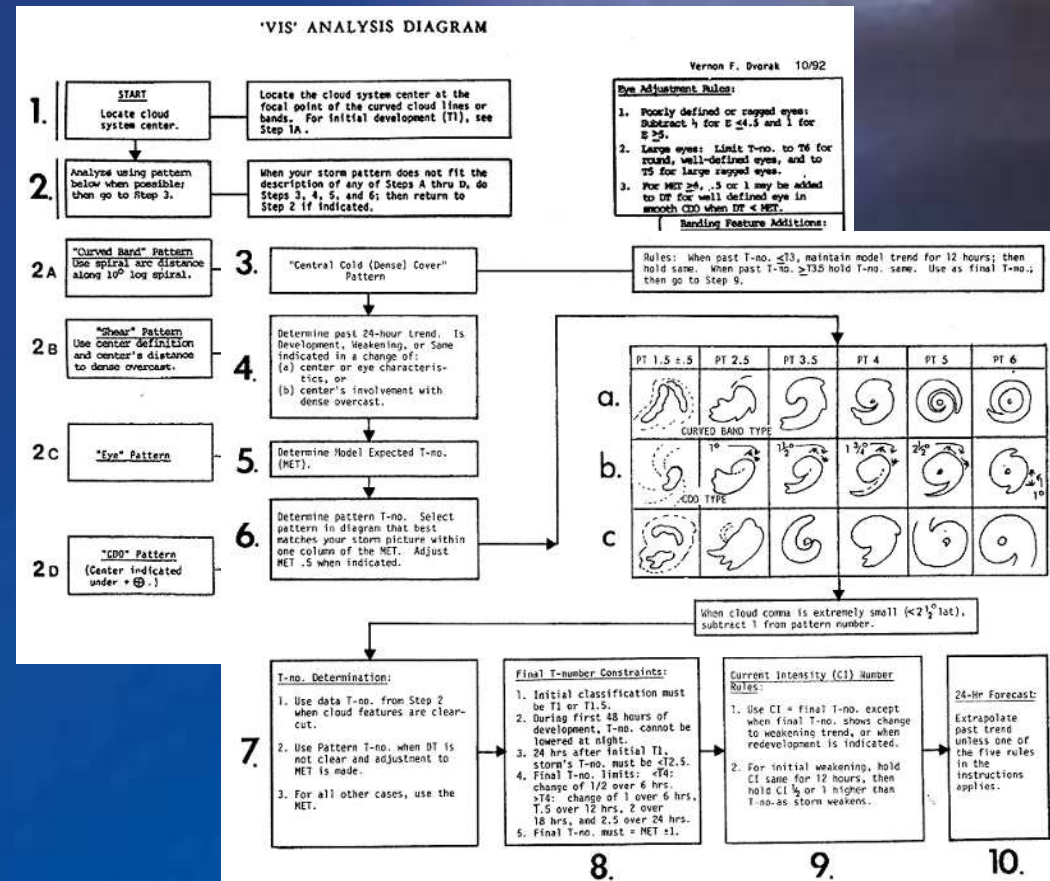 'VIS' ANALYSIS DIAGRAM
Vernon F. Dvorak 10/92
1.
START
Locate cloud
system center.
Locate the cloud system center at the
focal point of the curved cloud lines or
bands. For initial development (T1), see
Step 1A.
Eye Adjustment Rules:
1. Poorly defined or ragged eyes:
Subtract ½ for E ≤4.5 and 1 for
E ≥5.
2. Large eyes: Limit T-no. to T6 for
round, well-defined eyes, and to
T5 for large ragged eyes.
3. For MET ≥6, .5 or 1 may be added
to DT for well defined eye in
smooth CDO when DT < MET.
Banding Feature Additions:
2.
Analyze using pattern
below when possible;
then go to Step 3.
When your storm pattern does not fit the
description of any of Steps A thru D, do
Steps 3, 4, 5, and 6; then return to
Step 2 if indicated.
2A
"Curved Band" Pattern
Use spiral arc distance
along 10° log spiral.
2B
"Shear" Pattern
Use center definition
and center's distance
to dense overcast.
2C
"Eye" Pattern
2D
"CDO" Pattern
(Center indicated
under + ⊕.)
3.
"Central Cold (Dense) Cover"
Pattern
Rules: When past T-no. ≤T3, maintain model trend for 12 hours; then
hold same. When past T-no. ≥T3.5 hold T-no. same. Use as final T-no.;
then go to Step 9.
4.
Determine past 24-hour trend. Is
Development, Weakening, or Same
indicated in a change of:
(a) center or eye characteris-
tics, or
(b) center's involvement with
dense overcast.
5.
Determine Model Expected T-no.
(MET).
6.
Determine pattern T-no. Select
pattern in diagram that best
matches your storm picture within
one column of the MET. Adjust
MET .5 when indicated.
PT 1.5 ±.5 PT 2.5 PT 3.5 PT 4 PT 5 PT 6
a.
CURVED BAND TYPE
b.
1° 1½° 1¾° 2½° 1°
CDO TYPE
c
When cloud comma is extremely small (<2½° lat),
subtract 1 from pattern number.
7.
T-no. Determination:
1. Use data T-no. from Step 2
when cloud features are clear-
cut.
2. Use Pattern T-no. when DT is
not clear and adjustment to
MET is made.
3. For all other cases, use the
MET.
Final T-number Constraints:
1. Initial classification must
be T1 or T1.5.
2. During first 48 hours of
development, T-no. cannot be
lowered at night.
3. 24 hrs after initial T1,
storm's T-no. must be <T2.5.
4. Final T-no. limits: <T4:
change of 1/2 over 6 hrs.
>T4: change of 1 over 6 hrs,
T.5 over 12 hrs, 2 over
18 hrs, and 2.5 over 24 hrs.
5. Final T-no. must = MET ±1.
8.
Current Intensity (CI) Number
Rules:
1. Use CI = final T-no. except
when final T-no. shows change
to weakening trend, or when
redevelopment is indicated.
2. For initial weakening, hold
CI same for 12 hours, then
hold CI ½ or 1 higher than
T-no. as storm weakens.
9.
24-Hr Forecast:
Extrapolate
past trend
unless one of
the five rules
in the
instructions
applies.
10.